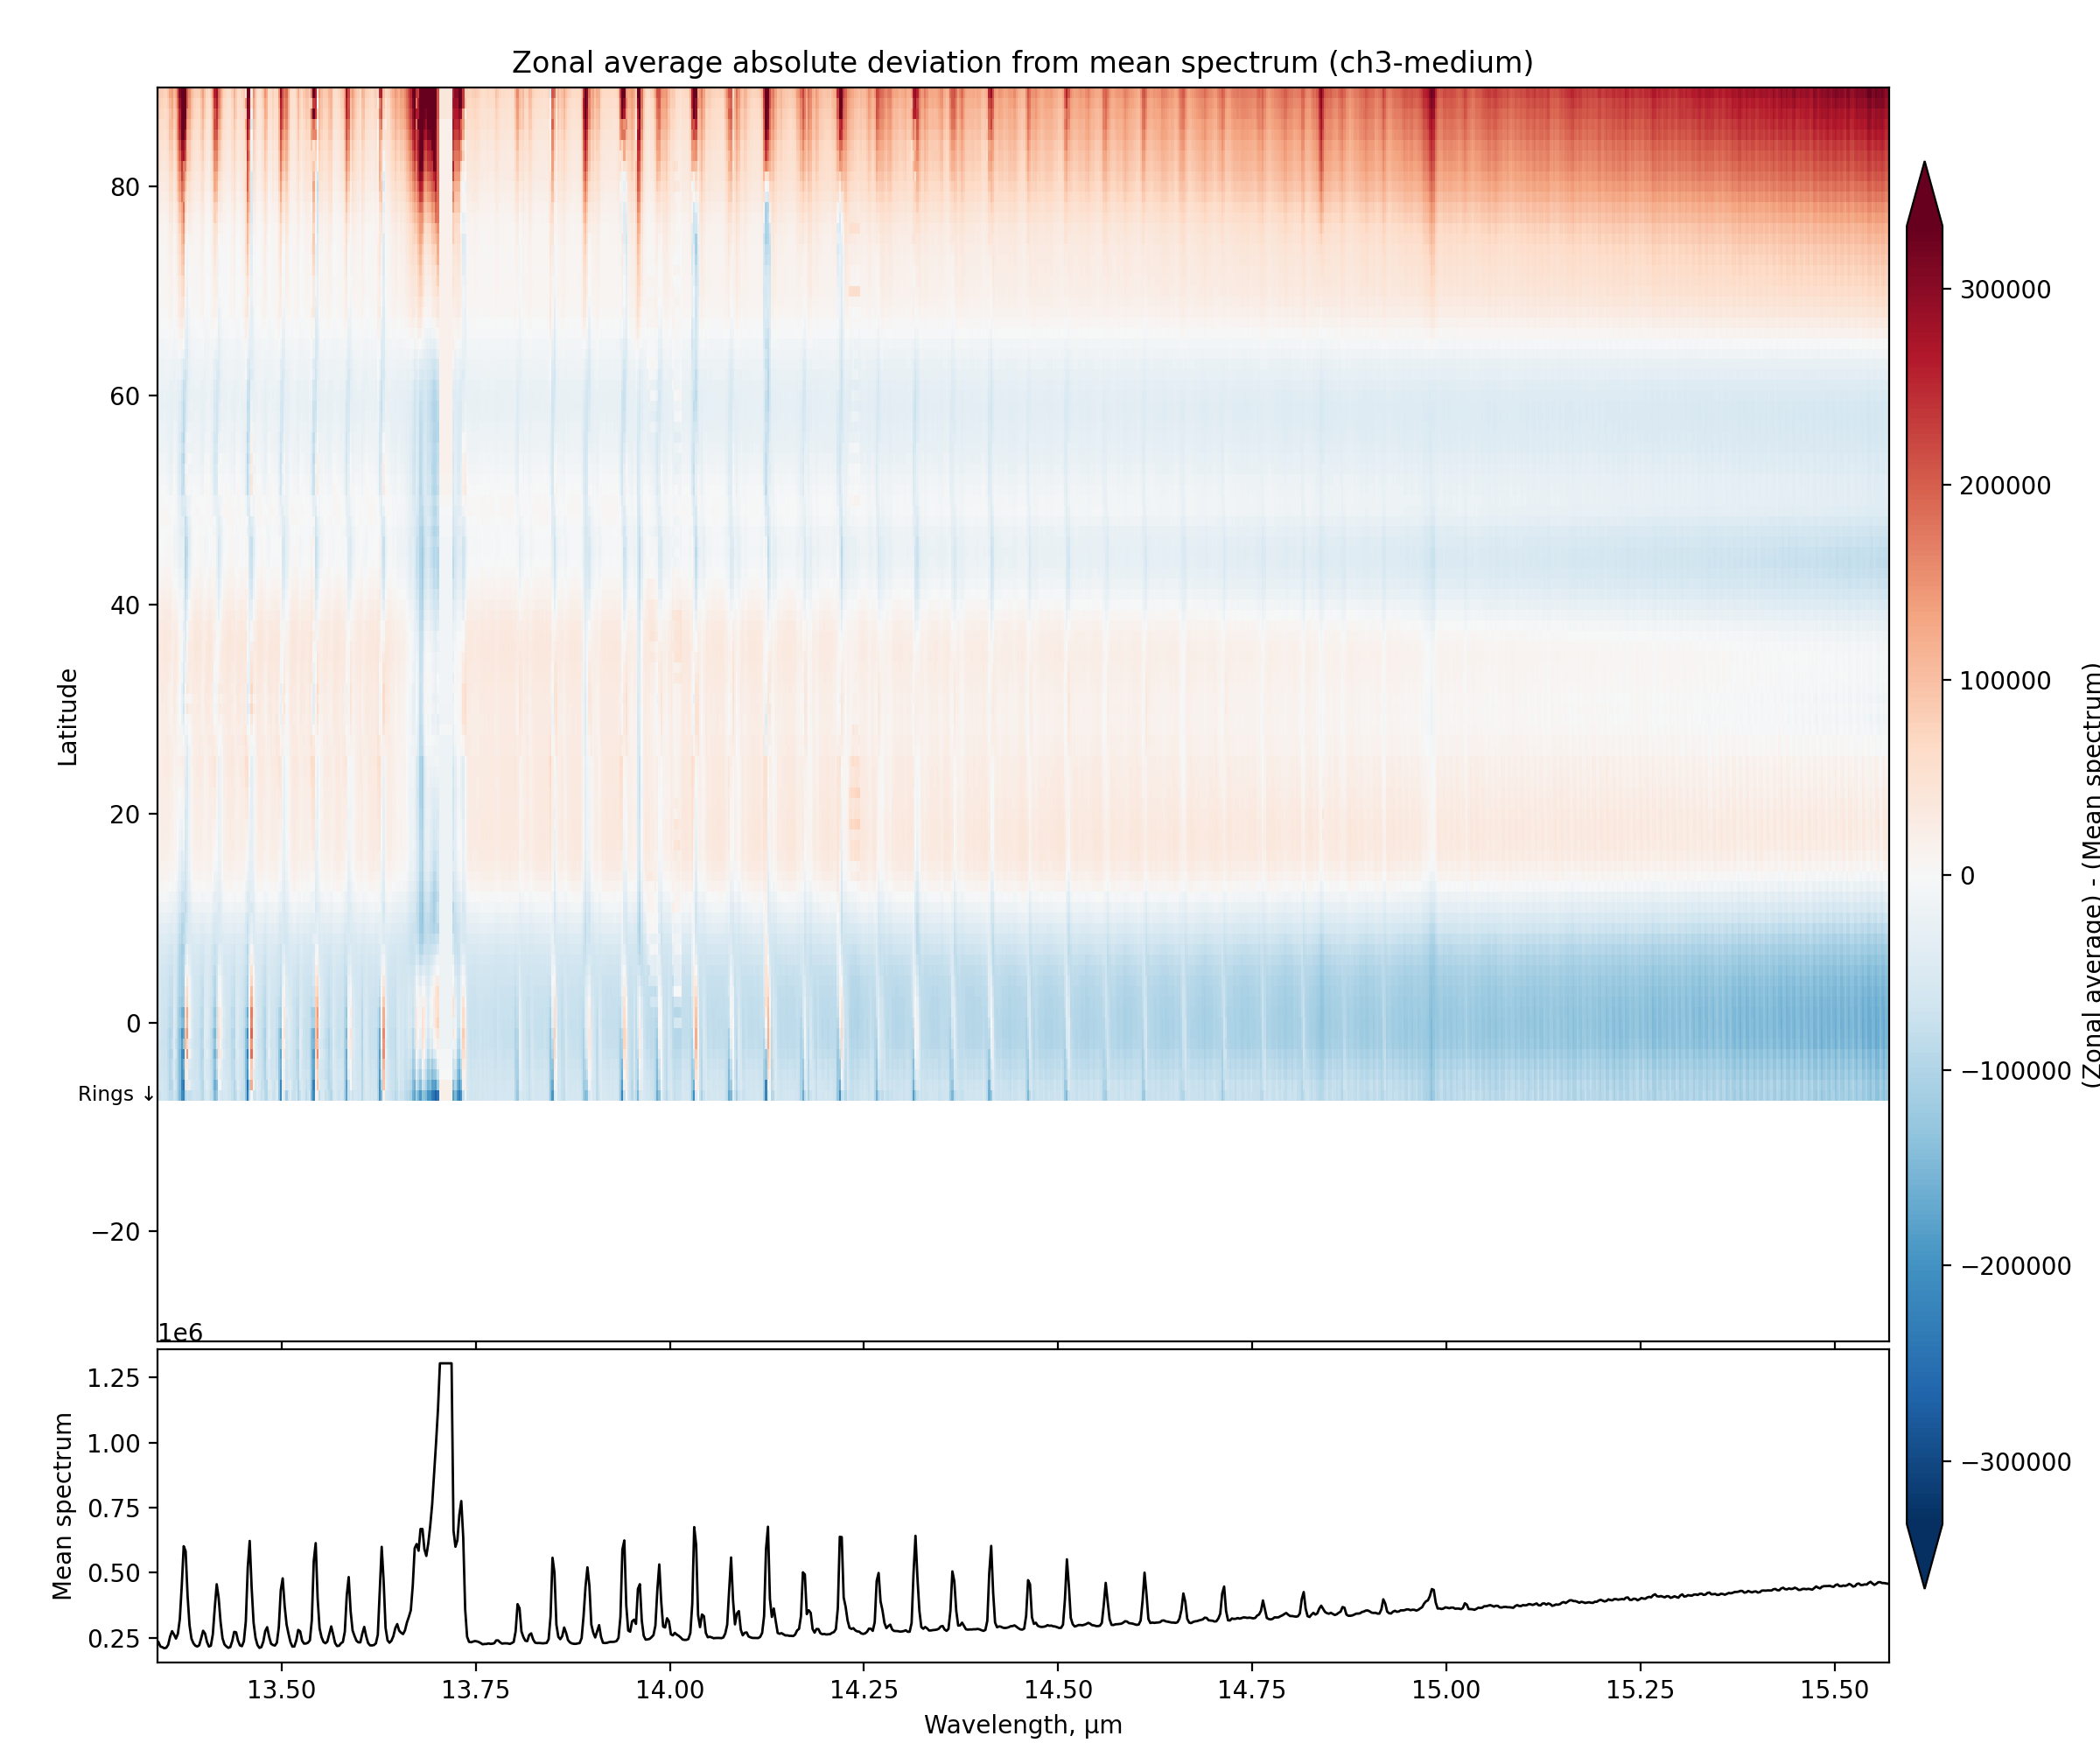 Zonal average absolute deviation from mean spectrum (ch3-medium)
80
60
40
20
0
Rings ↓
−20
Latitude
300000
200000
100000
0
−100000
−200000
−300000
(Zonal average) - (Mean spectrum)
1e6
1.25
1.00
0.75
0.50
0.25
Mean spectrum
13.50 13.75 14.00 14.25 14.50 14.75 15.00 15.25 15.50
Wavelength, µm